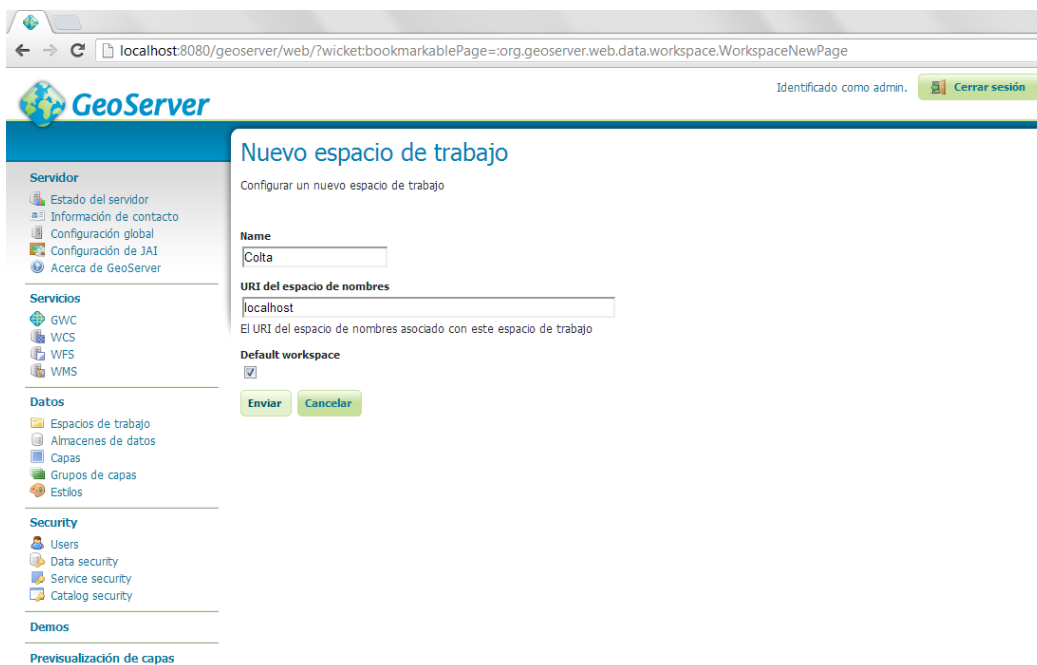 localhost:8080/geoserver/web/?wicket:bookmarkablePage=:org.geoserver.web.data.workspace.WorkspaceNewPage
GeoServer
Identificado como admin.
Cerrar sesión
Servidor
Estado del servidor
Información de contacto
Configuración global
Configuración de JAI
Acerca de GeoServer
Servicios
GWC
WCS
WFS
WMS
Datos
Espacios de trabajo
Almacenes de datos
Capas
Grupos de capas
Estilos
Security
Users
Data security
Service security
Catalog security
Demos
Previsualización de capas
Nuevo espacio de trabajo
Configurar un nuevo espacio de trabajo
Name
Colta
URI del espacio de nombres
localhost
El URI del espacio de nombres asociado con este espacio de trabajo
Default workspace
Enviar
Cancelar